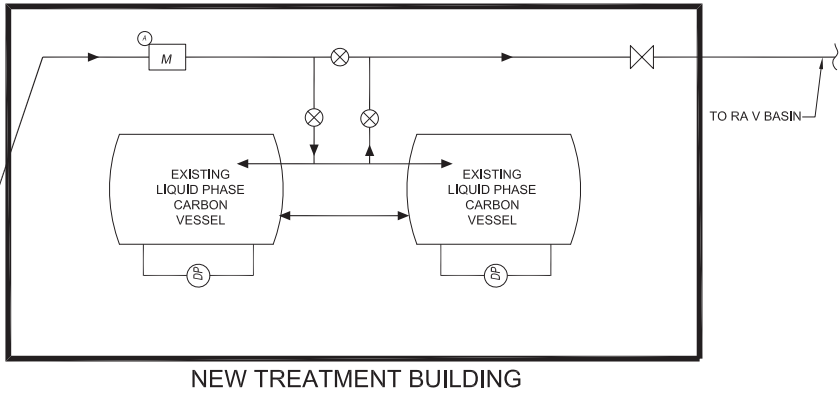 A
M
TO RA V BASIN
EXISTING
LIQUID PHASE
CARBON
VESSEL
EXISTING
LIQUID PHASE
CARBON
VESSEL
DP
DP
NEW TREATMENT BUILDING